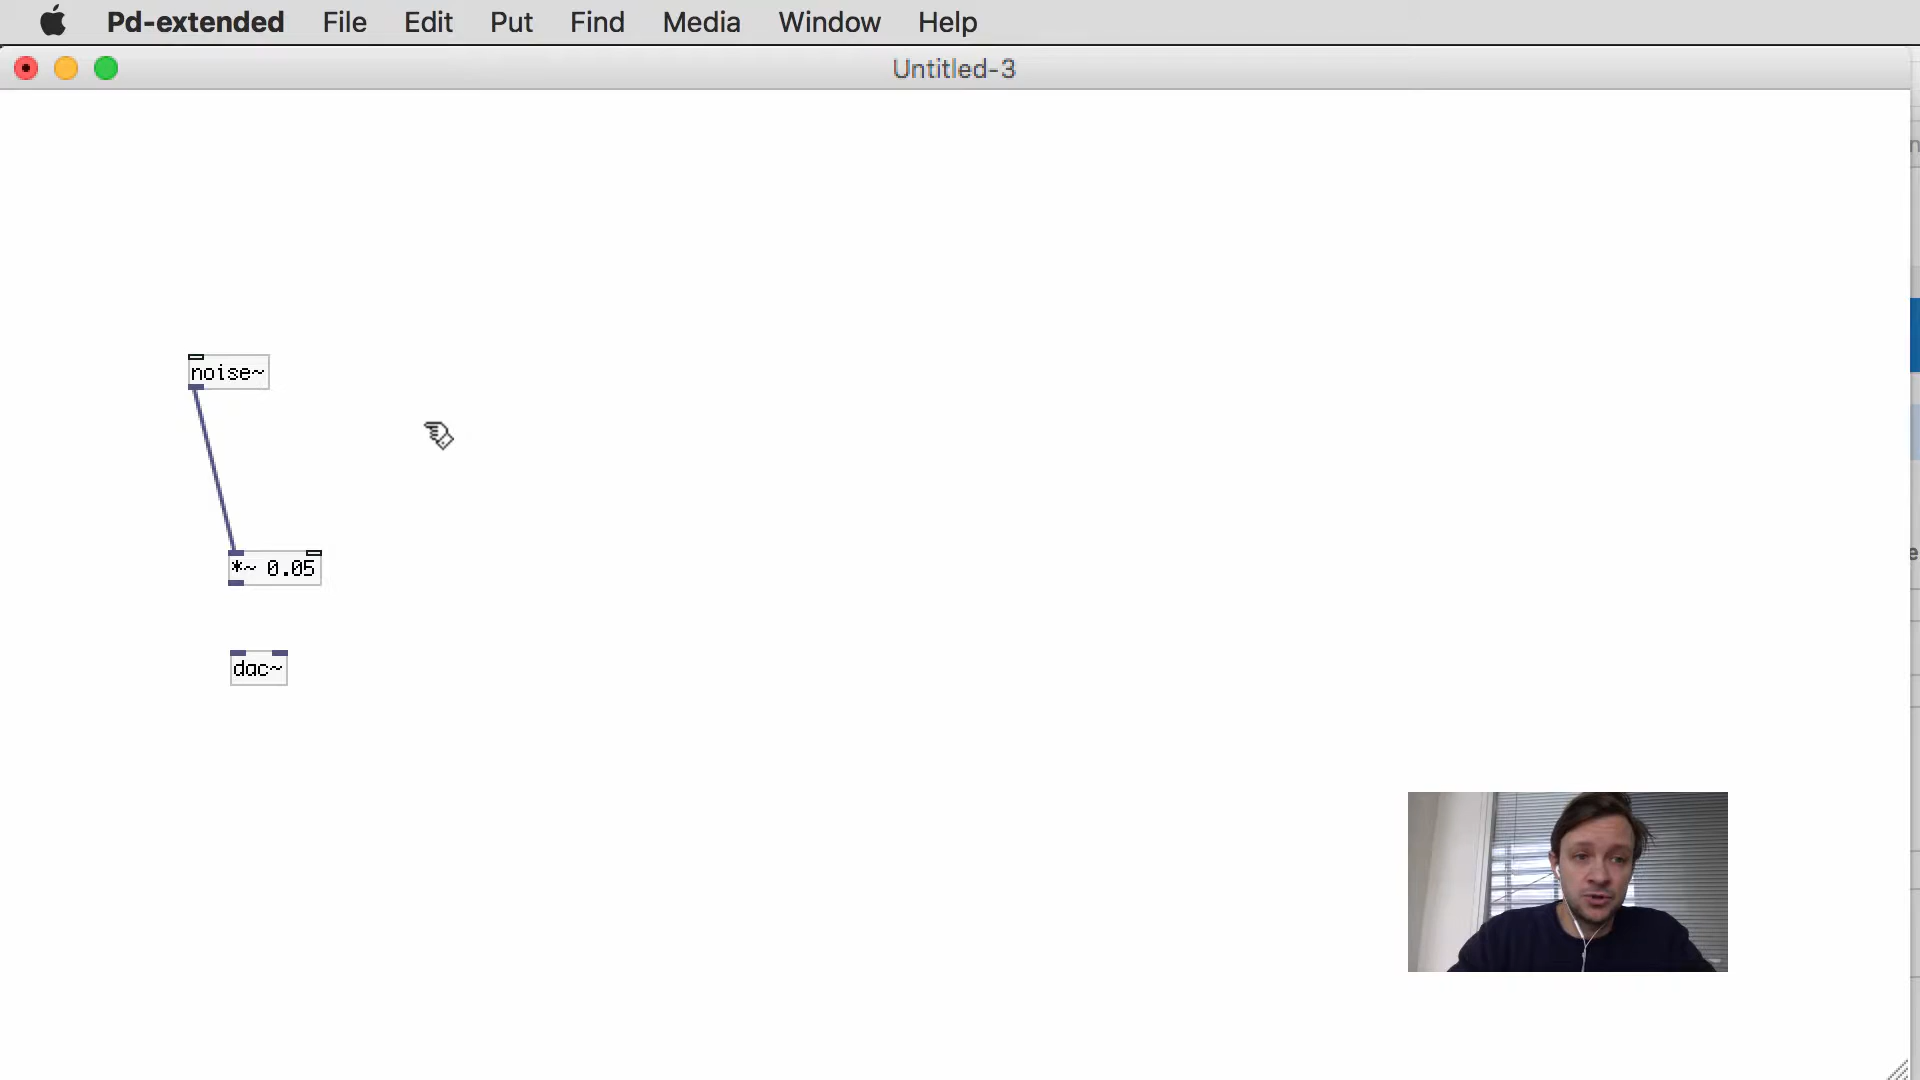 Pd-extended File Edit Put Find Media Window Help
Untitled-3
noise~
*~ 0.05
dac~